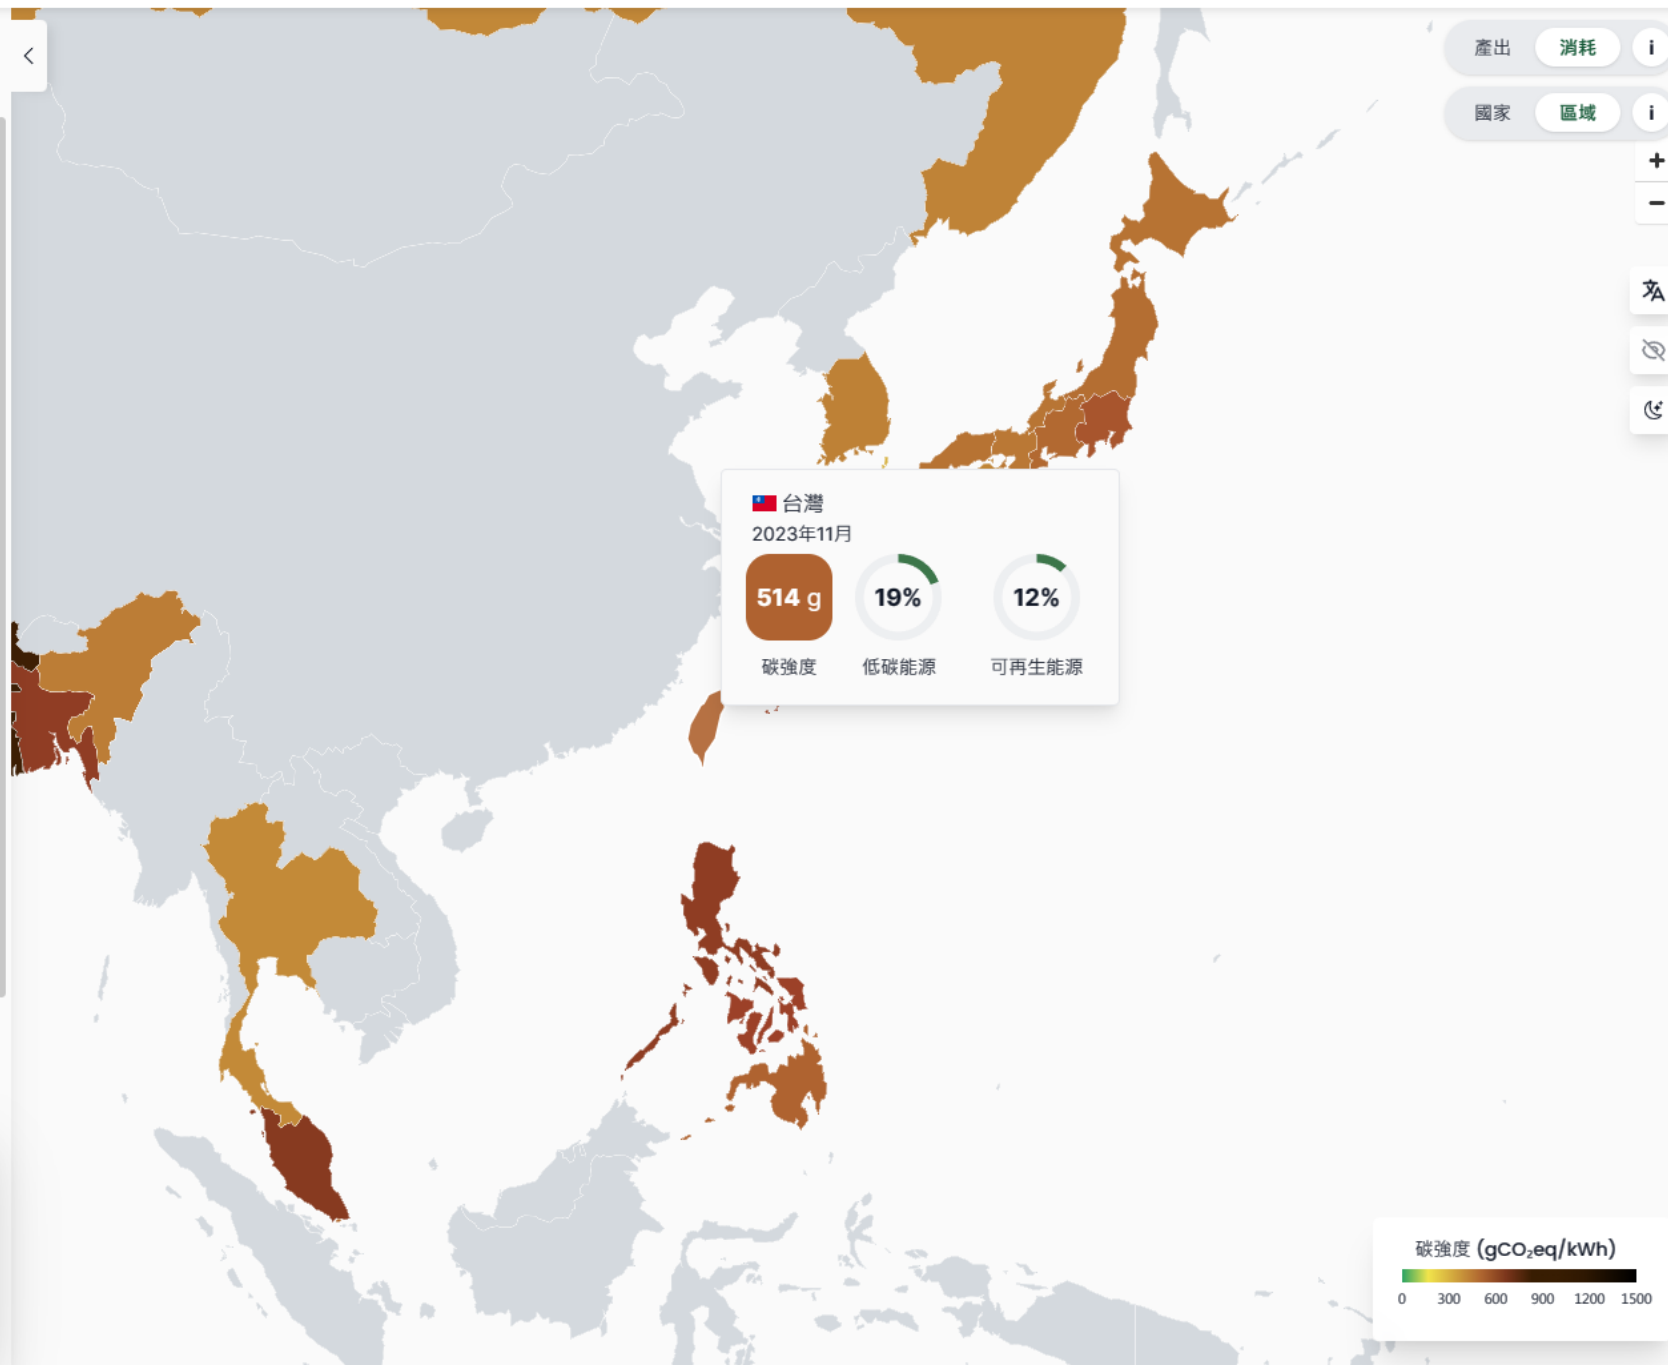 產出 消耗 i
國家 區域 i
+
−
台灣
2023年11月
514 g 19% 12%
碳強度 低碳能源 可再生能源
碳強度 (gCO₂eq/kWh)
0 300 600 900 1200 1500